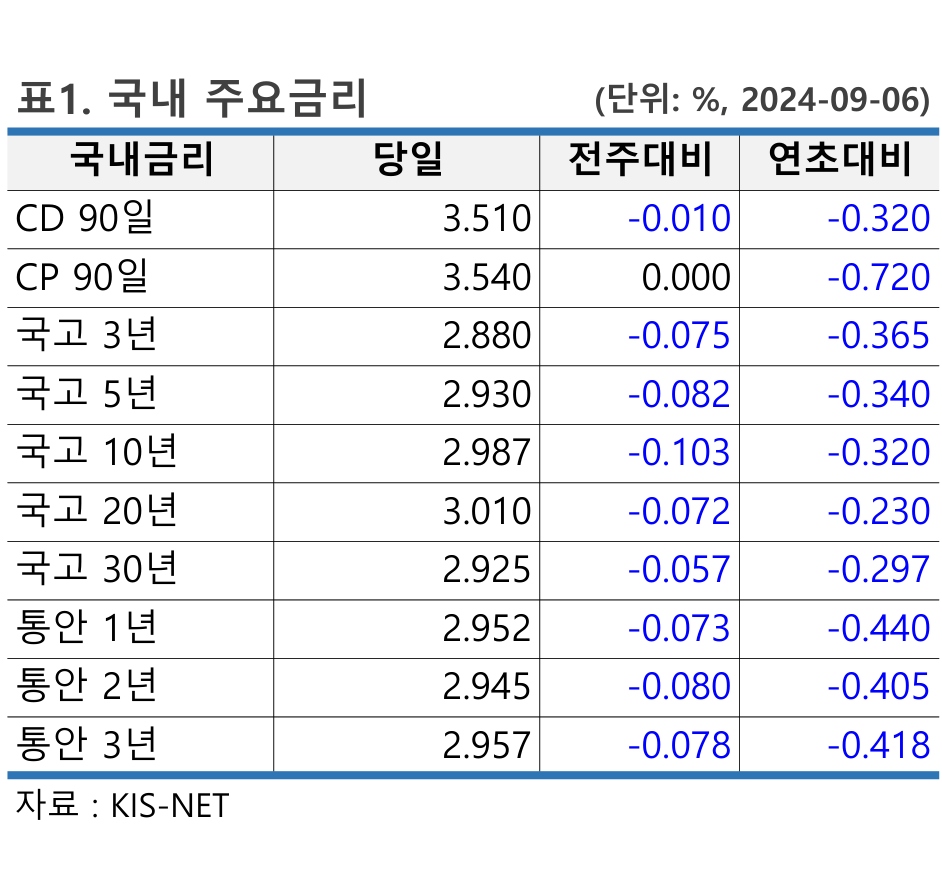 표1. 국내 주요금리 (단위: %, 2024-09-06)
국내금리 당일 전주대비 연초대비
CD 90일 3.510 -0.010 -0.320
CP 90일 3.540 0.000 -0.720
국고 3년 2.880 -0.075 -0.365
국고 5년 2.930 -0.082 -0.340
국고 10년 2.987 -0.103 -0.320
국고 20년 3.010 -0.072 -0.230
국고 30년 2.925 -0.057 -0.297
통안 1년 2.952 -0.073 -0.440
통안 2년 2.945 -0.080 -0.405
통안 3년 2.957 -0.078 -0.418
자료 : KIS-NET